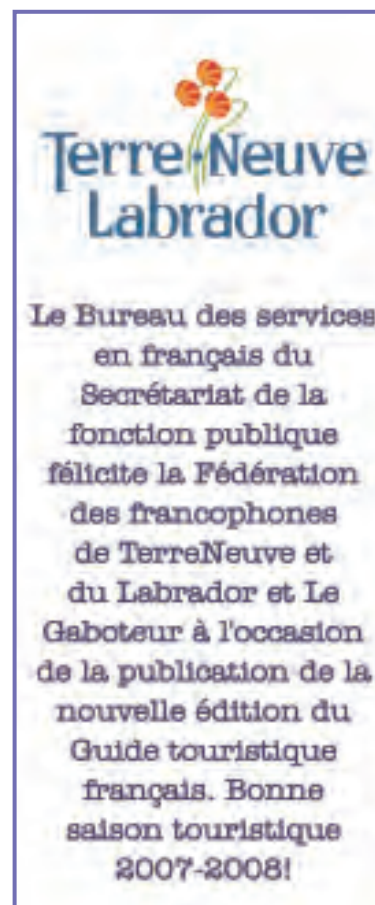 Terre-Neuve
Labrador
Le Bureau des services
en français du
Secrétariat de la
fonction publique
félicite la Fédération
des francophones
de TerreNeuve et
du Labrador et Le
Gaboteur à l'occasion
de la publication de la
nouvelle édition du
Guide touristique
français. Bonne
saison touristique
2007-2008!